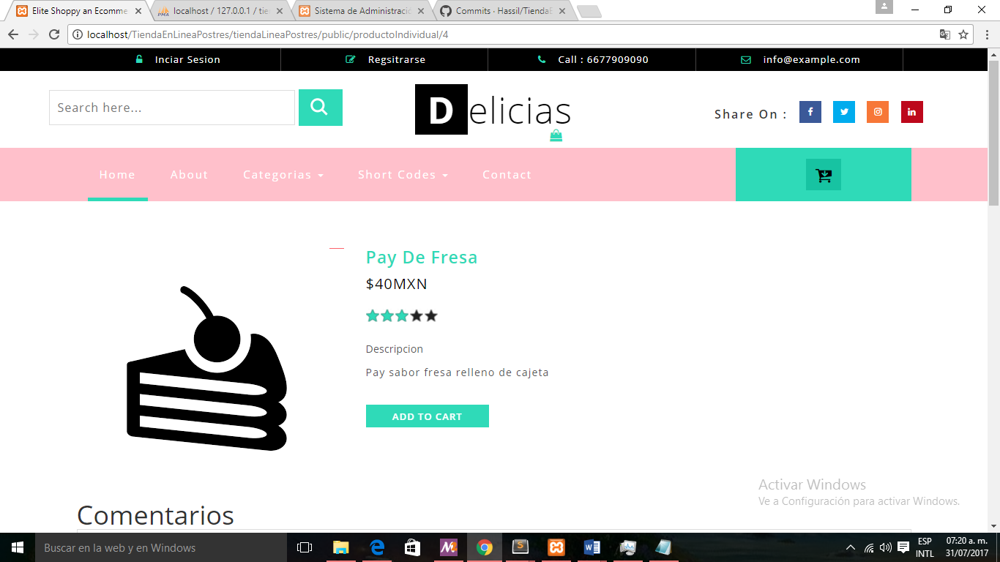 Elite Shoppy an Ecomme
localhost / 127.0.0.1 / tie
Sistema de Administració
Commits · Hassil/TiendaE
localhost/TiendaEnLineaPostres/tiendaLineaPostres/public/productoIndividual/4
Inciar Sesion
Regsitrarse
Call : 6677909090
info@example.com
Search here...
Delicias
Share On :
Home
About
Categorias
Short Codes
Contact
Pay De Fresa
$40MXN
Descripcion
Pay sabor fresa relleno de cajeta
ADD TO CART
Activar Windows
Ve a Configuración para activar Windows.
Comentarios
Buscar en la web y en Windows
ESP
INTL
07:20 a. m.
31/07/2017